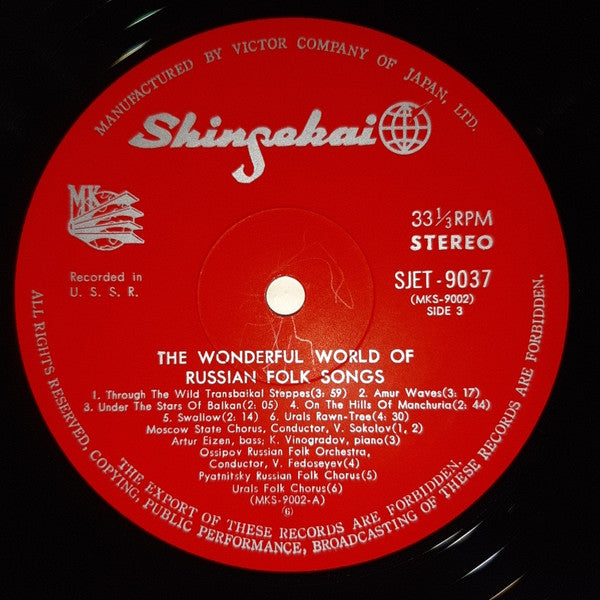 MANUFACTURED BY VICTOR COMPANY OF JAPAN, LTD.
Shinsekai
MK
33 1/3 RPM
STEREO
Recorded in
U. S. S. R.
SJET-9037
(MKS-9002)
SIDE 3
THE WONDERFUL WORLD OF
RUSSIAN FOLK SONGS
1. Through The Wild Transbaikal Steppes(3: 59) 2. Amur Waves(3: 17)
3. Under The Stars Of Balkan(2: 05) 4. On The Hills Of Manchuria(2: 44)
5. Swallow(2: 14) 6. Urals Rawn-Tree(4: 30)
Moscow State Chorus, Conductor, V. Sokolov(1, 2)
Artur Eizen, bass; K. Vinogradov, piano(3)
Ossipov Russian Folk Orchestra,
Conductor, V. Fedoseyev(4)
Pyatnitsky Russian Folk Chorus(5)
Urals Folk Chorus(6)
(MKS-9002-A)
G
ALL RIGHTS RESERVED, COPYING, PUBLIC PERFORMANCE, BROADCASTING OF THESE RECORDS ARE FORBIDDEN.
THE EXPORT OF THESE RECORDS ARE FORBIDDEN.